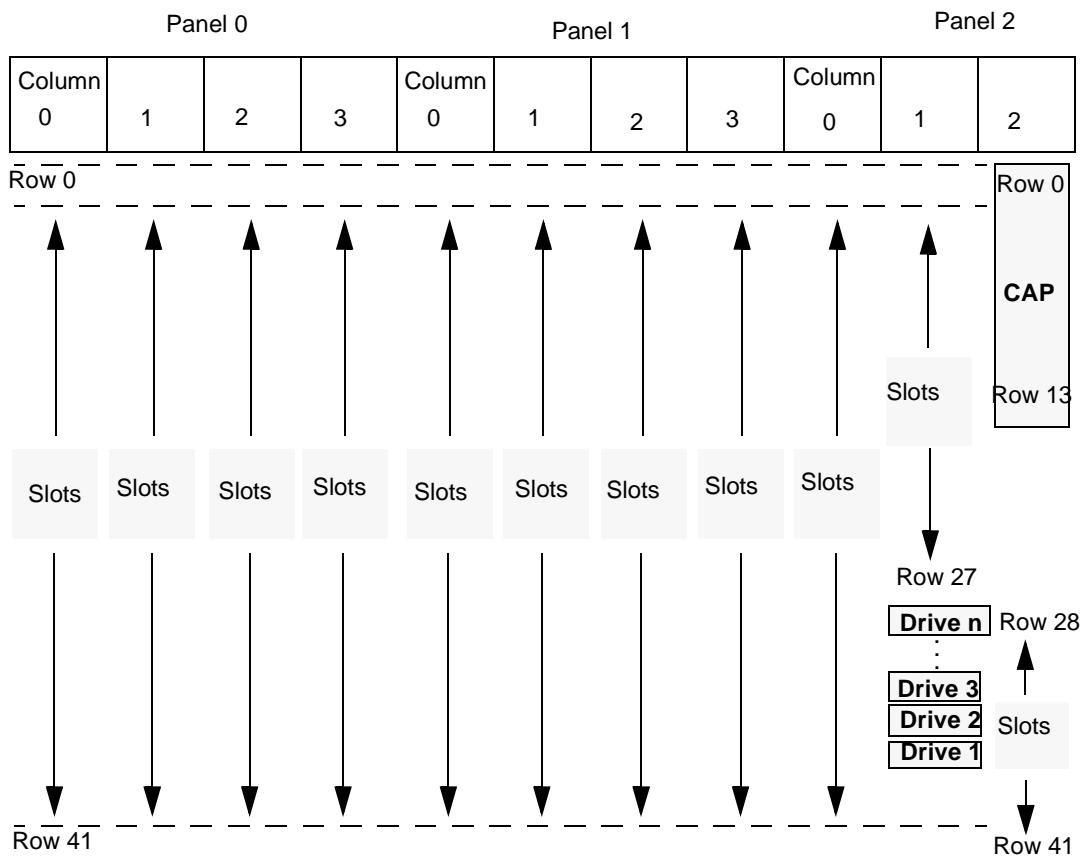 Panel 0
Panel 1
Panel 2
Column Column Column
0 1 2 3 0 1 2 3 0 1 2
Row 0 Row 0
CAP
Slots Row 13
Slots Slots Slots Slots Slots Slots Slots Slots Slots
Row 27
Drive n Row 28
Drive 3
Drive 2 Slots
Drive 1
Row 41 Row 41